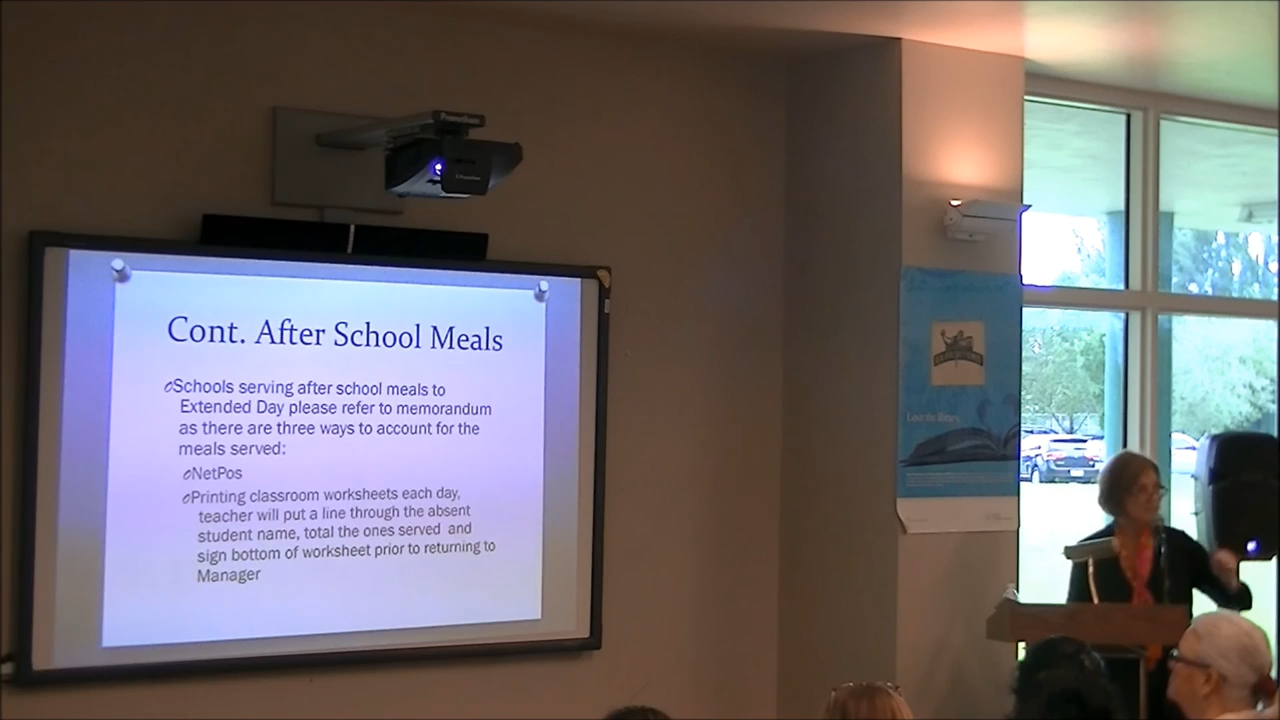 Cont. After School Meals
Schools serving after school meals to
Extended Day please refer to memorandum
as there are three ways to account for the
meals served:
NetPos
Printing classroom worksheets each day,
teacher will put a line through the absent
student name, total the ones served and
sign bottom of worksheet prior to returning to
Manager